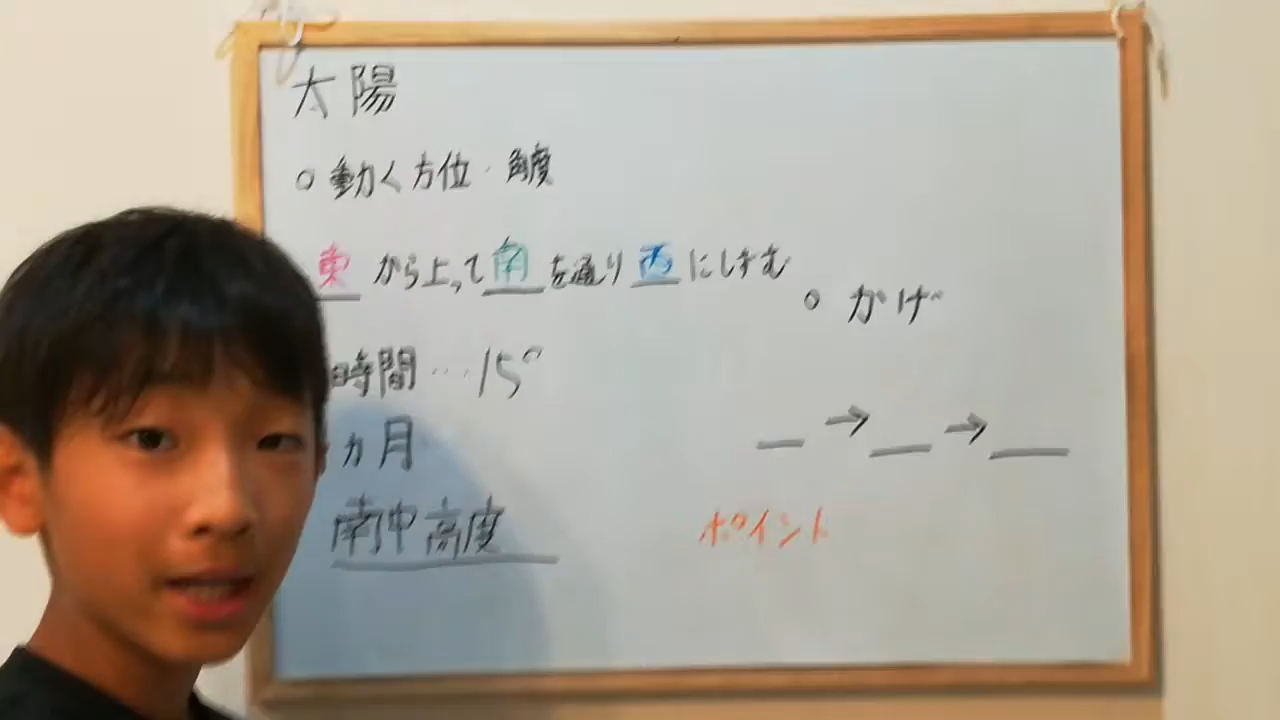 太陽
○動く方位・角度
東から上って南を通り西にしずむ
時間…15°
カ月
南中高度
○かげ
＿→＿→＿
ポイント